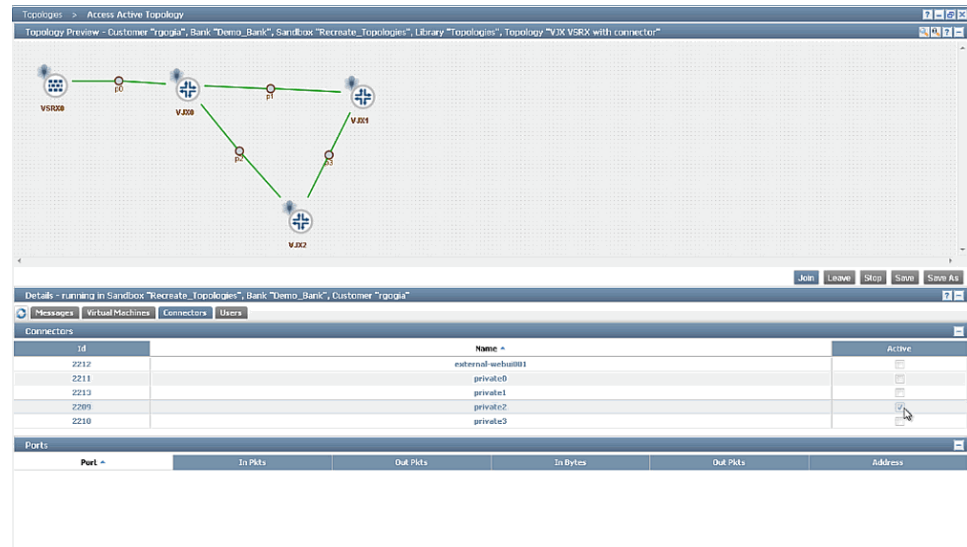 Topologies > Access Active Topology
Topology Preview - Customer "rgogia", Bank "Demo_Bank", Sandbox "Recreate_Topologies", Library "Topologies", Topology "VJX VSRX with connector"
VSRX0
p0
VJX0
p1
VJX1
p2
p3
VJX2
Join Leave Stop Save Save As
Details - running in Sandbox "Recreate_Topologies", Bank "Demo_Bank", Customer "rgogia"
Messages Virtual Machines Connectors Users
Connectors
Id Name Active
2212 external-webui001
2211 private0
2213 private1
2209 private2
2210 private3
Ports
Port In Pkts Out Pkts In Bytes Out Pkts Address